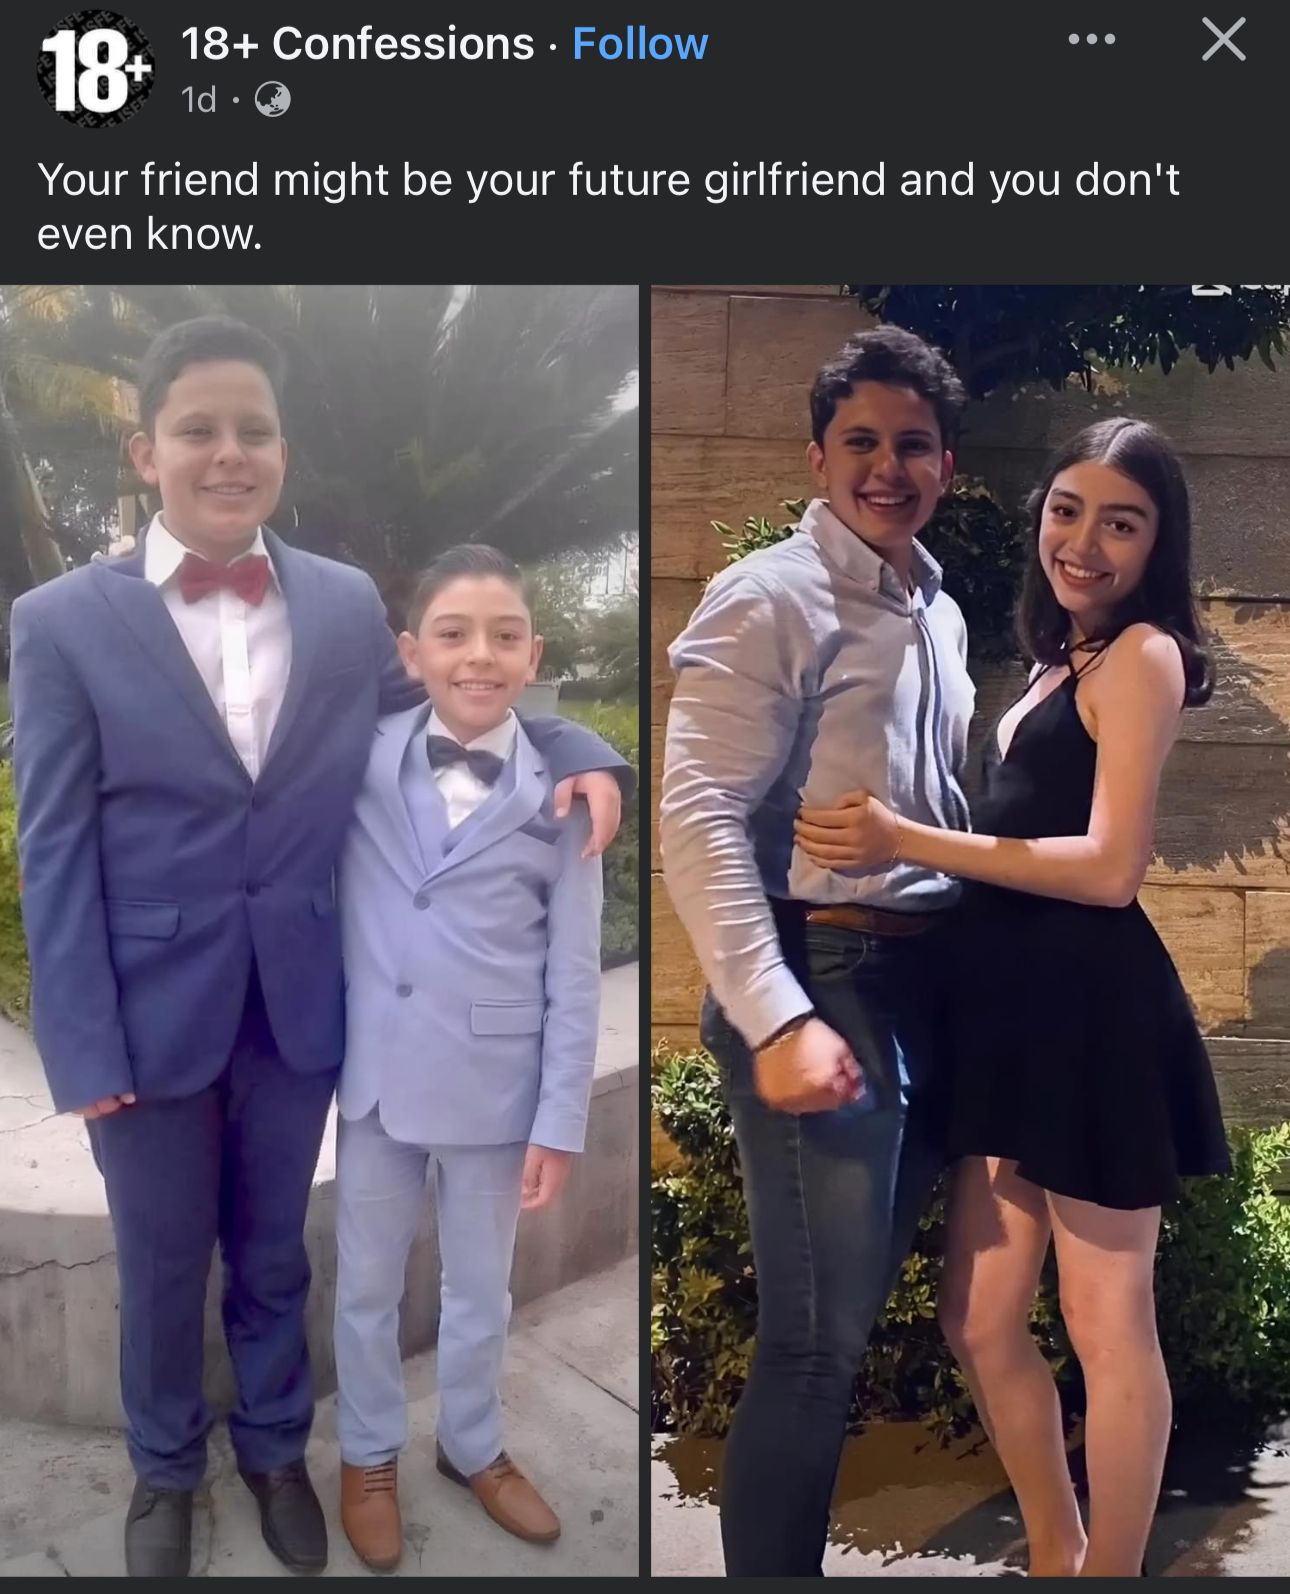 18+
18+ Confessions · Follow
1d ·
Your friend might be your future girlfriend and you don't
even know.